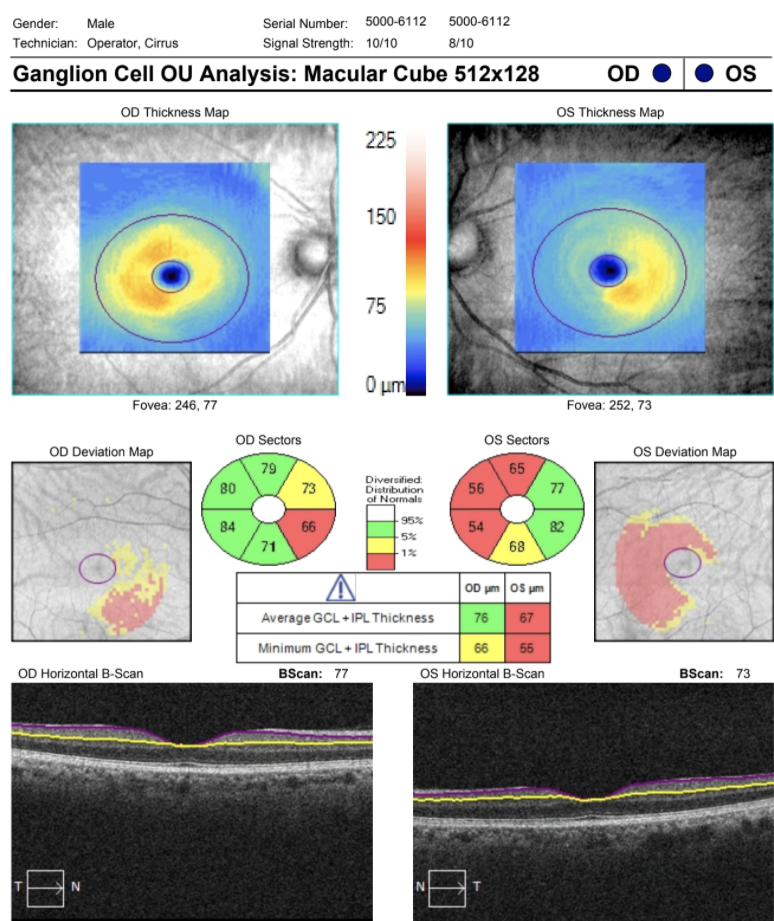 Gender: Male Serial Number: 5000-6112 5000-6112
Technician: Operator, Cirrus Signal Strength: 10/10 8/10
Ganglion Cell OU Analysis: Macular Cube 512x128 OD OS
OD Thickness Map OS Thickness Map
225
150
75
0 µm
Fovea: 246, 77 Fovea: 252, 73
OD Deviation Map OD Sectors OS Sectors OS Deviation Map
79
80 73
84 66
71
Diversified:
Distribution
of Normals
95%
5%
1%
65
56 77
54 82
68
OD µm OS µm
Average GCL + IPL Thickness 76 67
Minimum GCL + IPL Thickness 66 55
OD Horizontal B-Scan BScan: 77 OS Horizontal B-Scan BScan: 73
T N N T